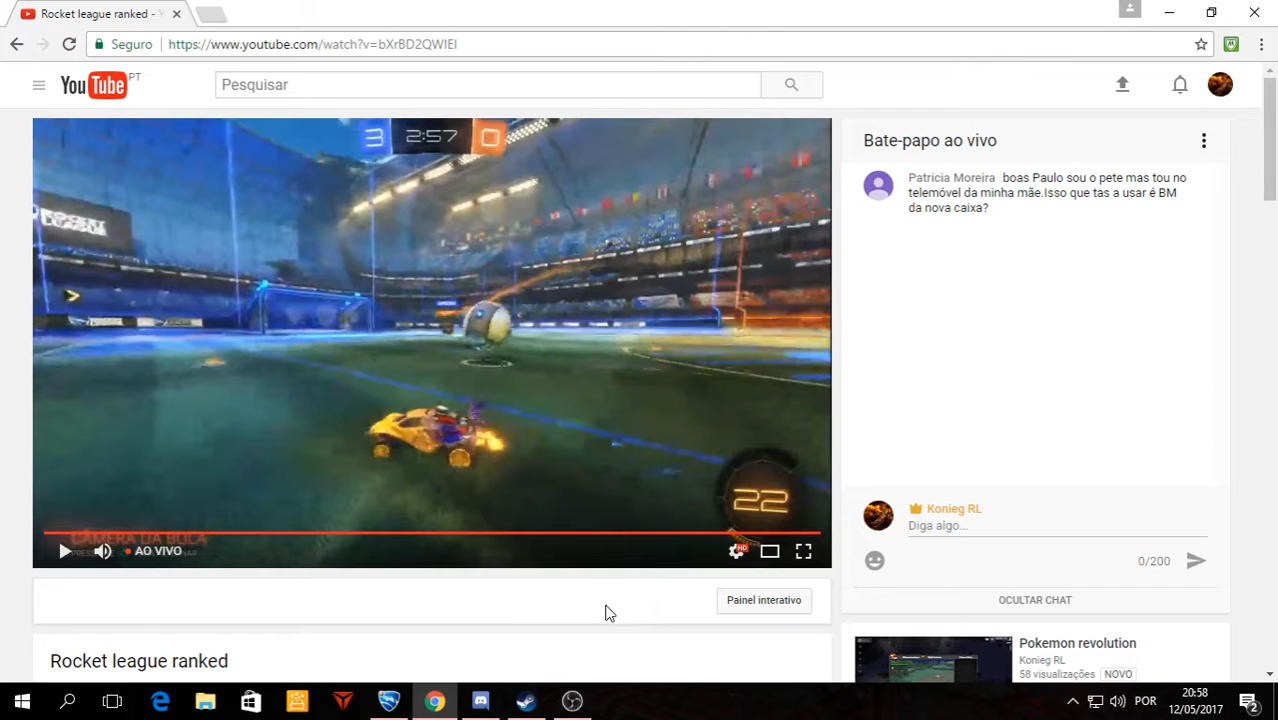 Rocket league ranked - Y
Seguro
https://www.youtube.com/watch?v=bXrBD2QWIEI
YouTube PT
Pesquisar
3 2:57 0
22
CÂMERA DA BOLA
AO VIVO
Painel interativo
Rocket league ranked
Bate-papo ao vivo
Patricia Moreira boas Paulo sou o pete mas tou no
telemóvel da minha mãe.Isso que tas a usar é BM
da nova caixa?
Konieg RL
Diga algo...
0/200
OCULTAR CHAT
Pokemon revolution
Konieg RL
58 visualizações NOVO
POR
20:58
12/05/2017
2